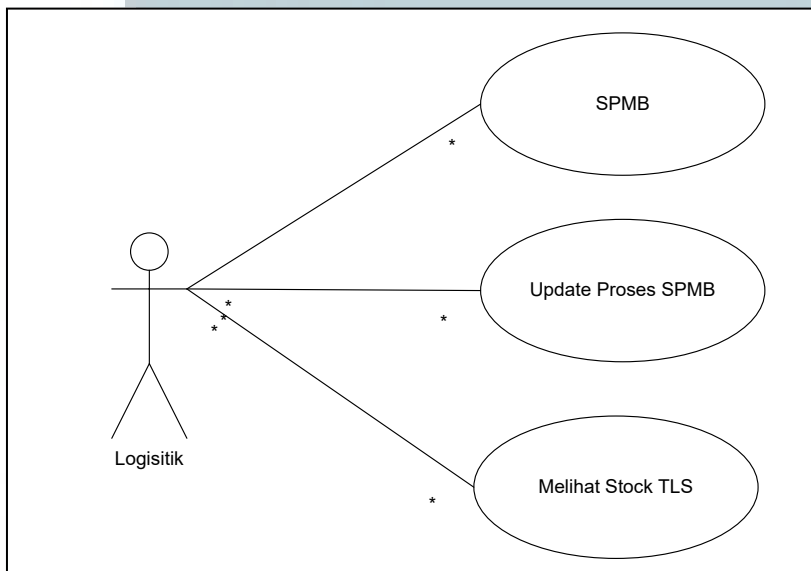 SPMB
*
Update Proses SPMB
*
*
*
*
Logisitik
Melihat Stock TLS
*